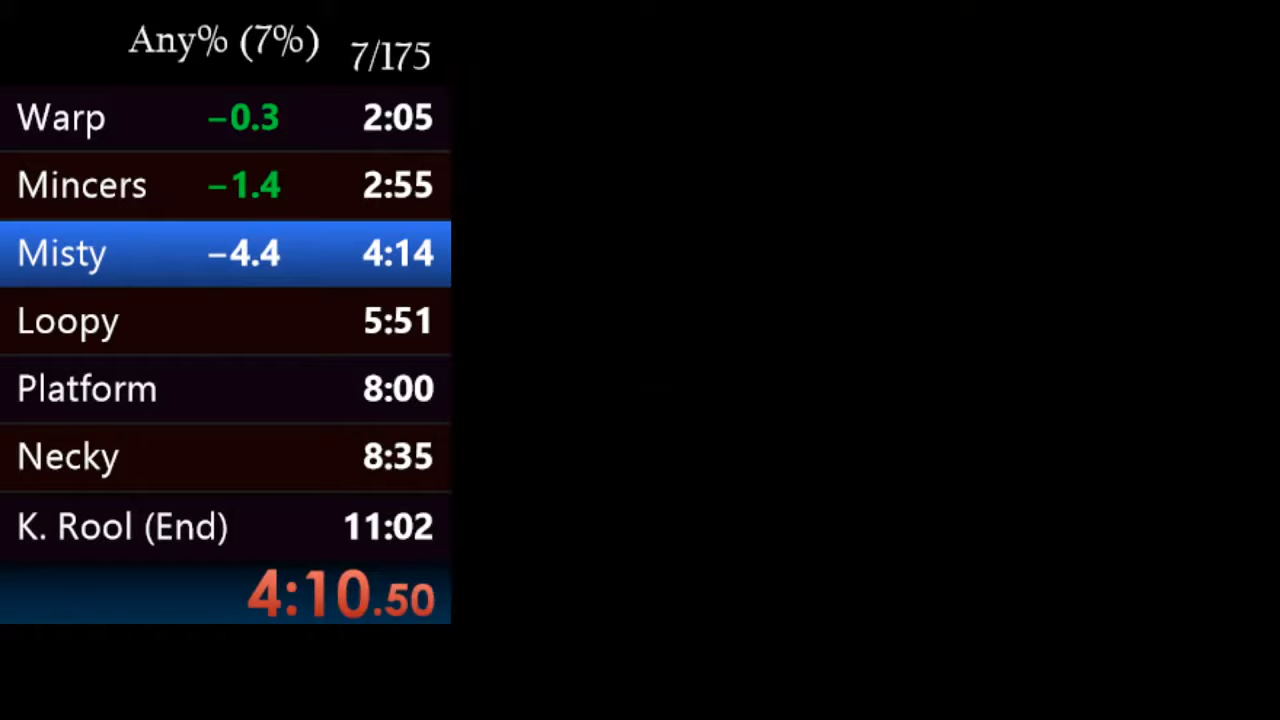 Any% (7%) 7/175
Warp −0.3 2:05
Mincers −1.4 2:55
Misty −4.4 4:14
Loopy 5:51
Platform 8:00
Necky 8:35
K. Rool (End) 11:02
4:10.50